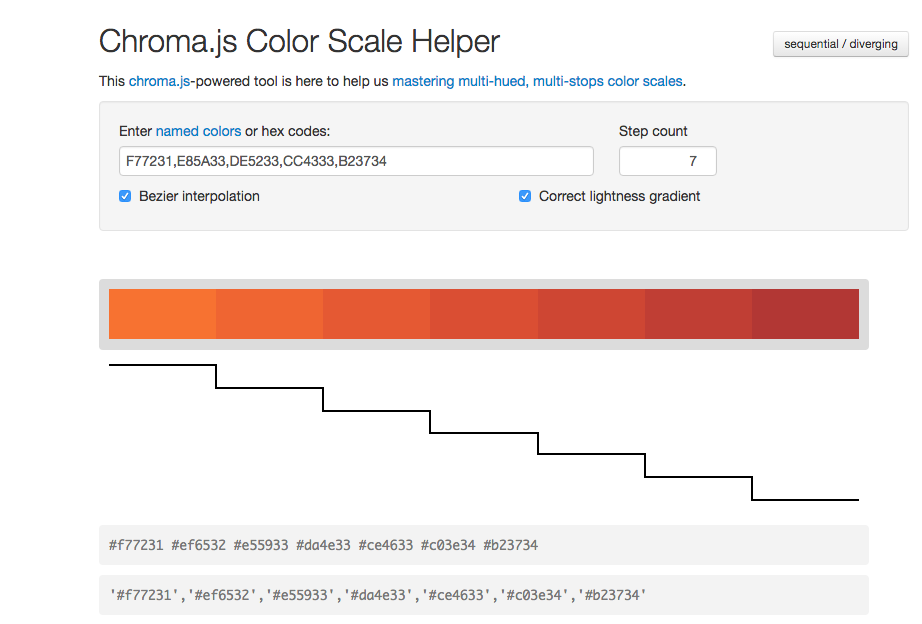 Chroma.js Color Scale Helper
sequential / diverging
This chroma.js-powered tool is here to help us mastering multi-hued, multi-stops color scales.
Enter named colors or hex codes:
Step count
F77231,E85A33,DE5233,CC4333,B23734
7
Bezier interpolation
Correct lightness gradient
#f77231 #ef6532 #e55933 #da4e33 #ce4633 #c03e34 #b23734
'#f77231','#ef6532','#e55933','#da4e33','#ce4633','#c03e34','#b23734'